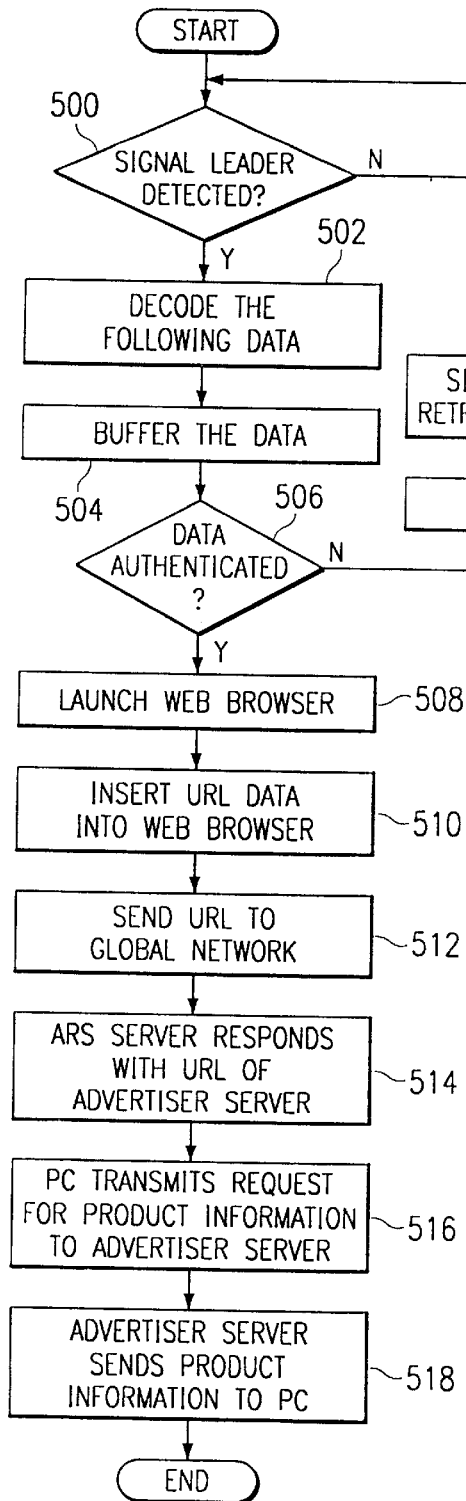 START
500
SIGNAL LEADER
DETECTED?
N
Y
502
DECODE THE
FOLLOWING DATA
BUFFER THE DATA
504
506
DATA
AUTHENTICATED
?
N
Y
LAUNCH WEB BROWSER
508
INSERT URL DATA
INTO WEB BROWSER
510
SEND URL TO
GLOBAL NETWORK
512
ARS SERVER RESPONDS
WITH URL OF
ADVERTISER SERVER
514
PC TRANSMITS REQUEST
FOR PRODUCT INFORMATION
TO ADVERTISER SERVER
516
ADVERTISER SERVER
SENDS PRODUCT
INFORMATION TO PC
518
END